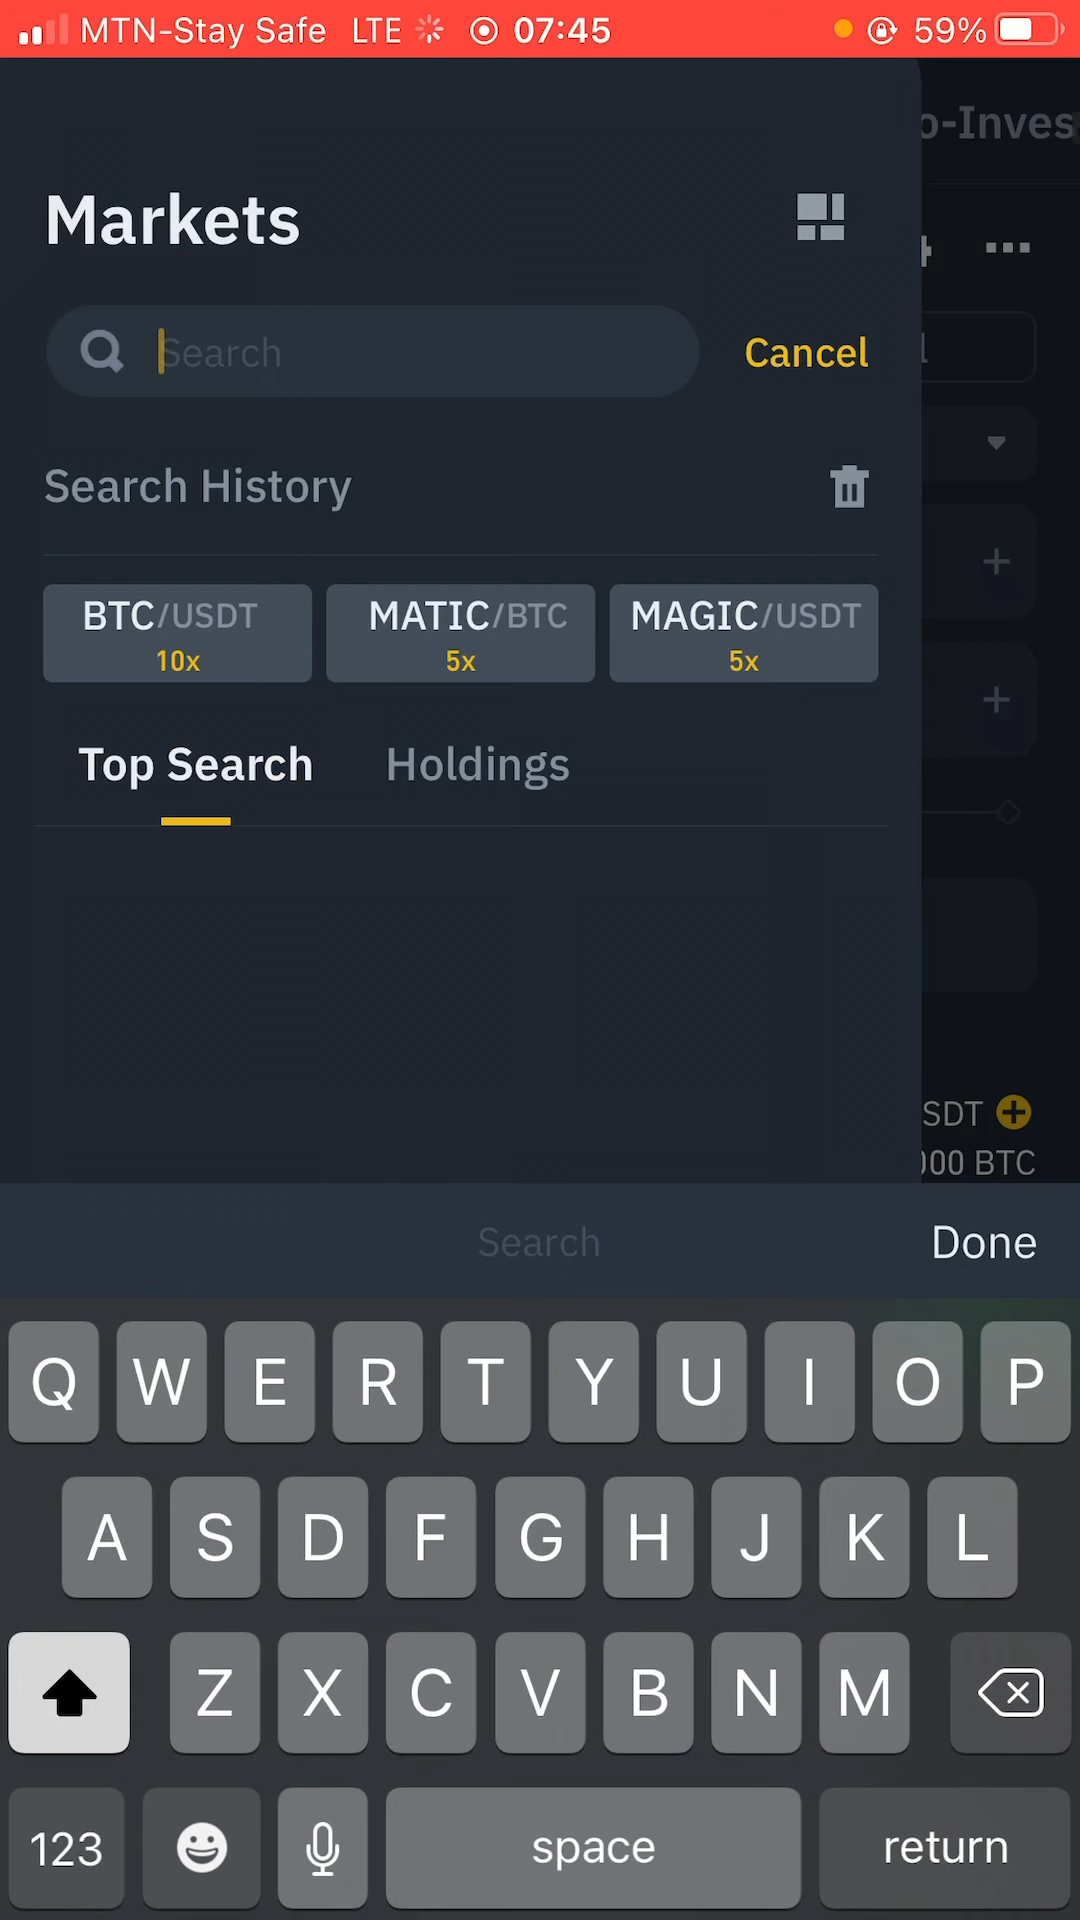 MTN-Stay Safe LTE 07:45 59%
o-Inves
Markets
Search
Cancel
Search History
BTC/USDT MATIC/BTC MAGIC/USDT
10x 5x 5x
Top Search Holdings
SDT
000 BTC
Search Done
Q W E R T Y U I O P
A S D F G H J K L
Z X C V B N M
123 space return